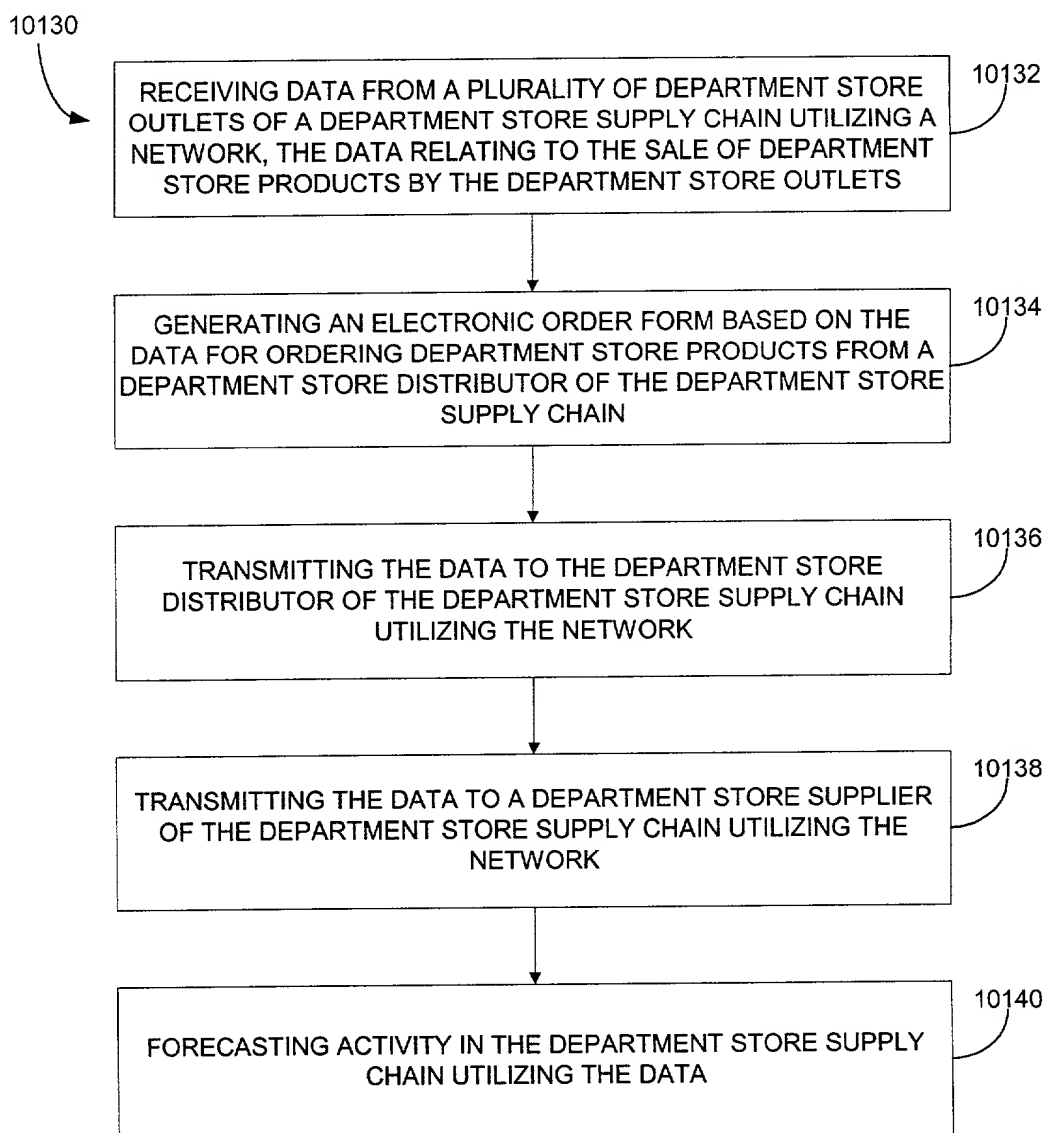 10130
10132
RECEIVING DATA FROM A PLURALITY OF DEPARTMENT STORE
OUTLETS OF A DEPARTMENT STORE SUPPLY CHAIN UTILIZING A
NETWORK, THE DATA RELATING TO THE SALE OF DEPARTMENT
STORE PRODUCTS BY THE DEPARTMENT STORE OUTLETS
10134
GENERATING AN ELECTRONIC ORDER FORM BASED ON THE
DATA FOR ORDERING DEPARTMENT STORE PRODUCTS FROM A
DEPARTMENT STORE DISTRIBUTOR OF THE DEPARTMENT STORE
SUPPLY CHAIN
10136
TRANSMITTING THE DATA TO THE DEPARTMENT STORE
DISTRIBUTOR OF THE DEPARTMENT STORE SUPPLY CHAIN
UTILIZING THE NETWORK
10138
TRANSMITTING THE DATA TO A DEPARTMENT STORE SUPPLIER
OF THE DEPARTMENT STORE SUPPLY CHAIN UTILIZING THE
NETWORK
10140
FORECASTING ACTIVITY IN THE DEPARTMENT STORE SUPPLY
CHAIN UTILIZING THE DATA